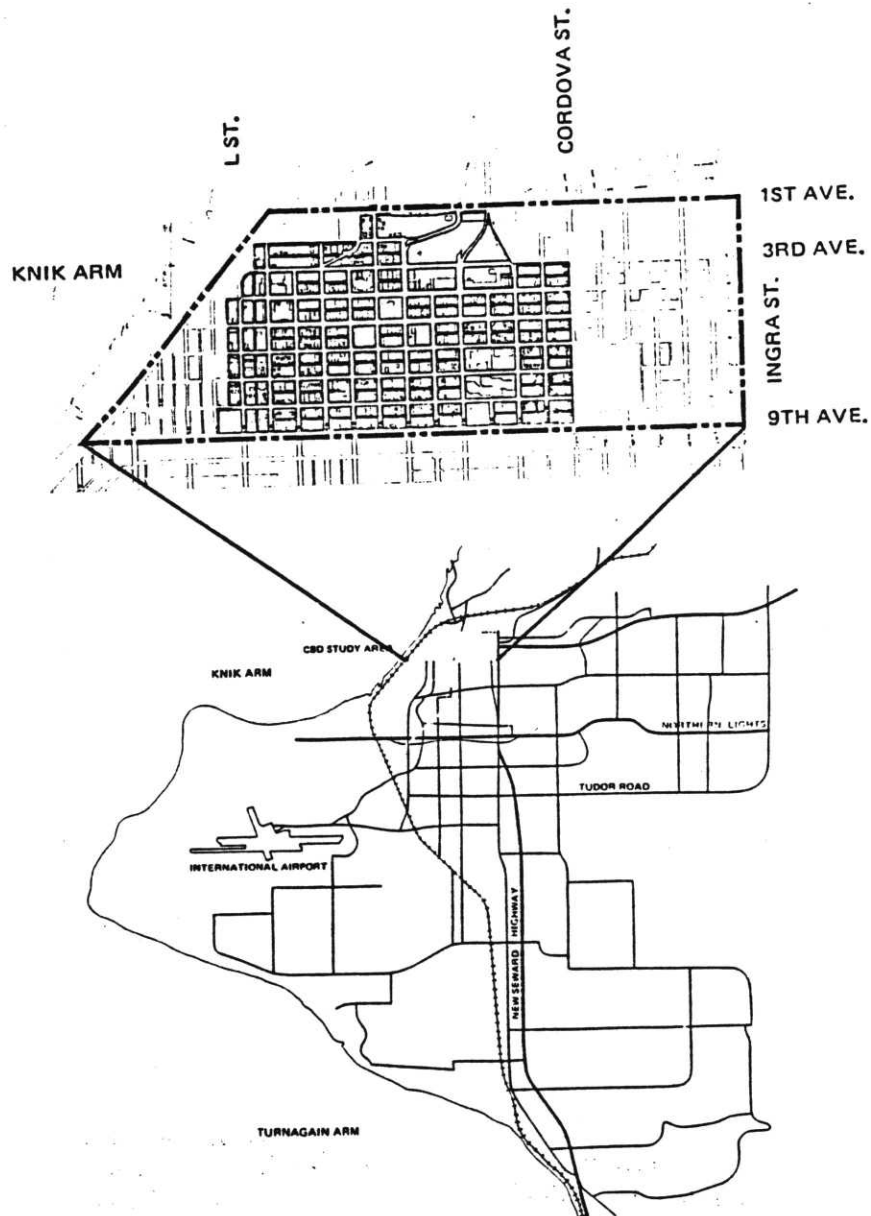 L ST.
CORDOVA ST.
1ST AVE.
3RD AVE.
KNIK ARM
INGRA ST.
9TH AVE.
CBD STUDY AREA
KNIK ARM
NORTHERN LIGHTS
TUDOR ROAD
INTERNATIONAL AIRPORT
NEW SEWARD HIGHWAY
TURNAGAIN ARM